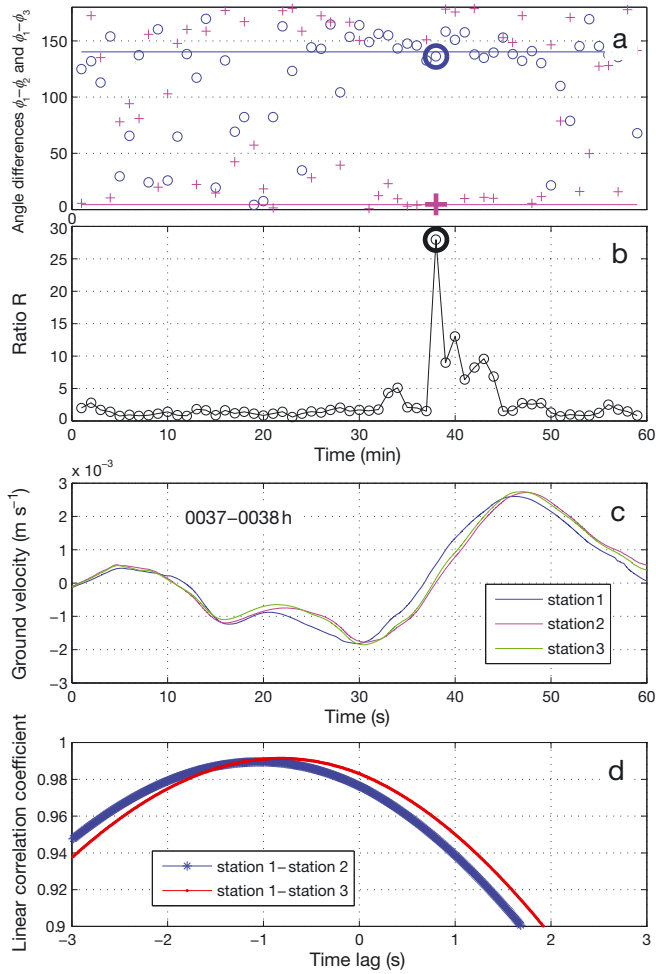 Angle differences ϕ₁−ϕ₂ and ϕ₁−ϕ₃
150
100
50
0
0
a
Ratio R
30
25
20
15
10
5
0
b
0 10 20 30 40 50 60
Time (min)
× 10⁻³
Ground velocity (m s⁻¹)
3
2
1
0
−1
−2
−3
0037−0038 h
c
station1
station2
station3
0 10 20 30 40 50 60
Time (s)
Linear correlation coefficient
1
0.98
0.96
0.94
0.92
0.9
d
station 1−station 2
station 1−station 3
−3 −2 −1 0 1 2 3
Time lag (s)